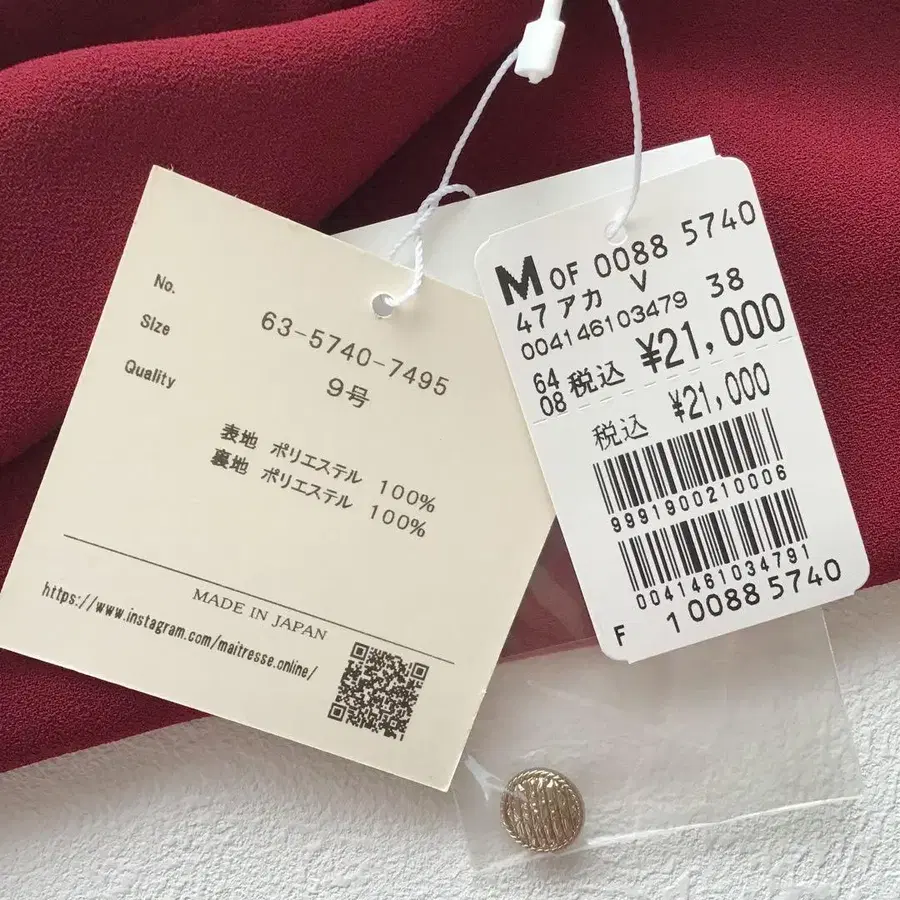 No. 63-5740-7495
Size 9号
Quality
表地 ポリエステル 100%
裏地 ポリエステル 100%
MADE IN JAPAN
https://www.instagram.com/maitresse.online/
M OF 0088 5740
47 アカ V
004146103479 38
64 08 税込 ¥21,000
税込 ¥21,000
9991900210006
0041461034791
F 10088 5740